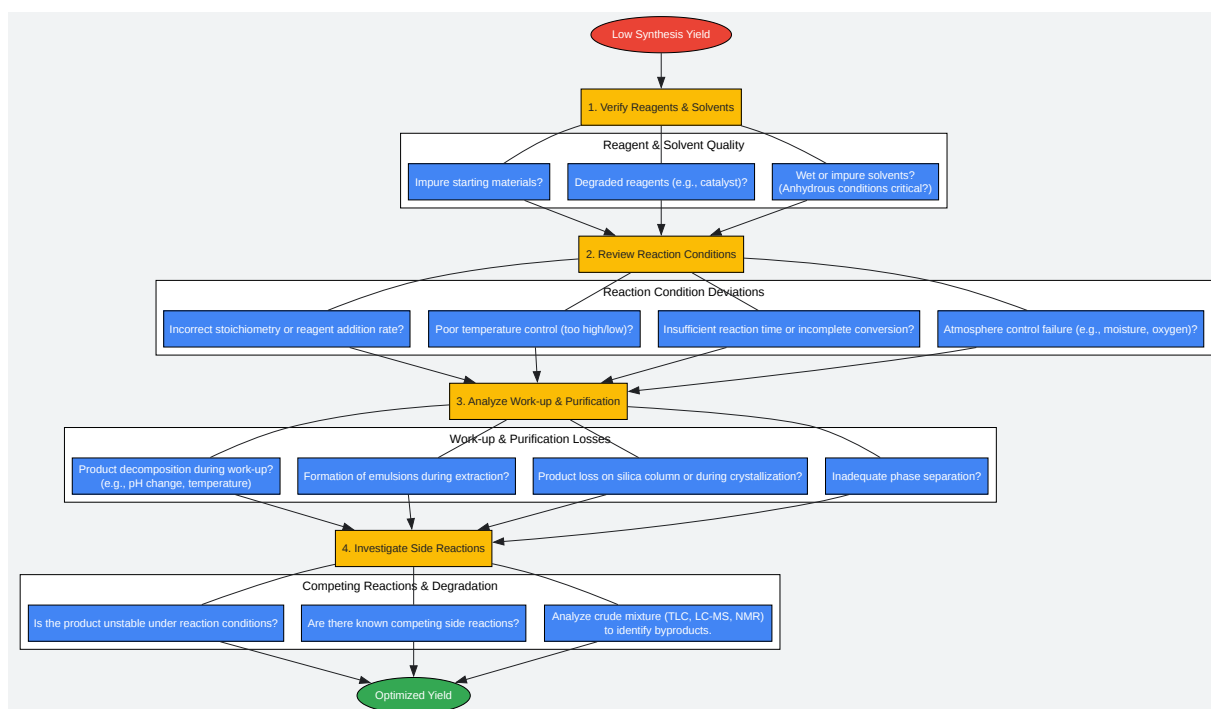 Low Synthesis Yield
1. Verify Reagents & Solvents
Reagent & Solvent Quality
Impure starting materials?
Degraded reagents (e.g., catalyst)?
Wet or impure solvents?
(Anhydrous conditions critical?)
2. Review Reaction Conditions
Reaction Condition Deviations
Incorrect stoichiometry or reagent addition rate?
Poor temperature control (too high/low)?
Insufficient reaction time or incomplete conversion?
Atmosphere control failure (e.g., moisture, oxygen)?
3. Analyze Work-up & Purification
Work-up & Purification Losses
Product decomposition during work-up?
(e.g., pH change, temperature)
Formation of emulsions during extraction?
Product loss on silica column or during crystallization?
Inadequate phase separation?
4. Investigate Side Reactions
Competing Reactions & Degradation
Is the product unstable under reaction conditions?
Are there known competing side reactions?
Analyze crude mixture (TLC, LC-MS, NMR)
to identify byproducts.
Optimized Yield